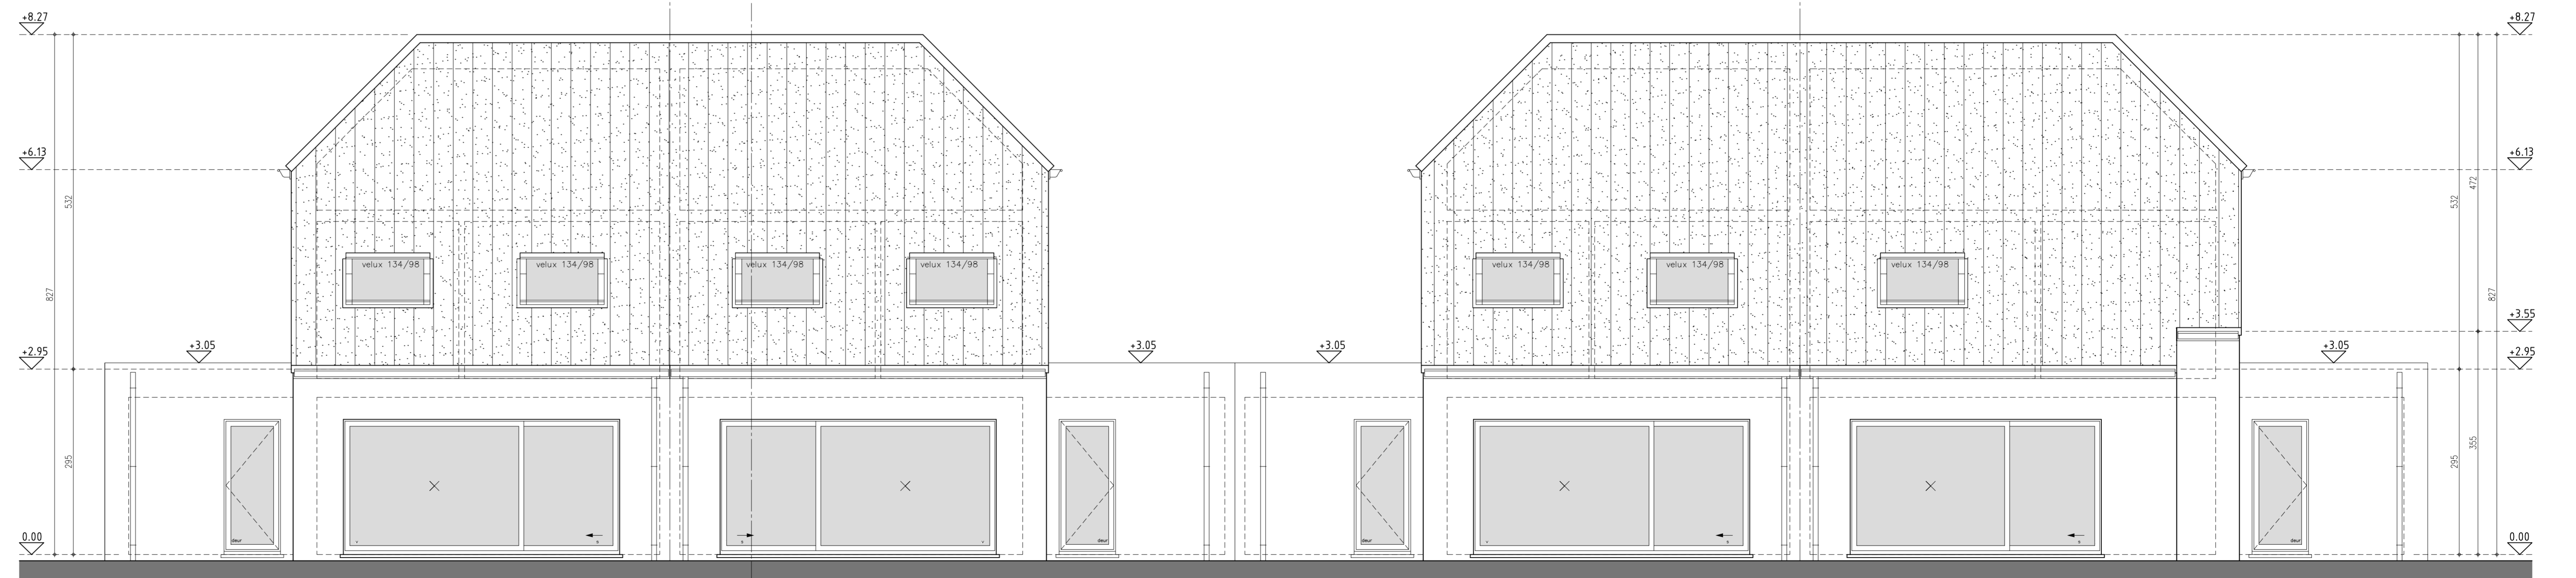 +8.27
+8.27
+6.13
+6.13
532
532
472
velux 134/98
velux 134/98
velux 134/98
velux 134/98
velux 134/98
velux 134/98
velux 134/98
827
827
+3.55
+3.05
+3.05
+3.05
+3.05
+2.95
+2.95
295
295
355
deur
deur
deur
deur
v
s
s
v
v
s
s
0.00
0.00